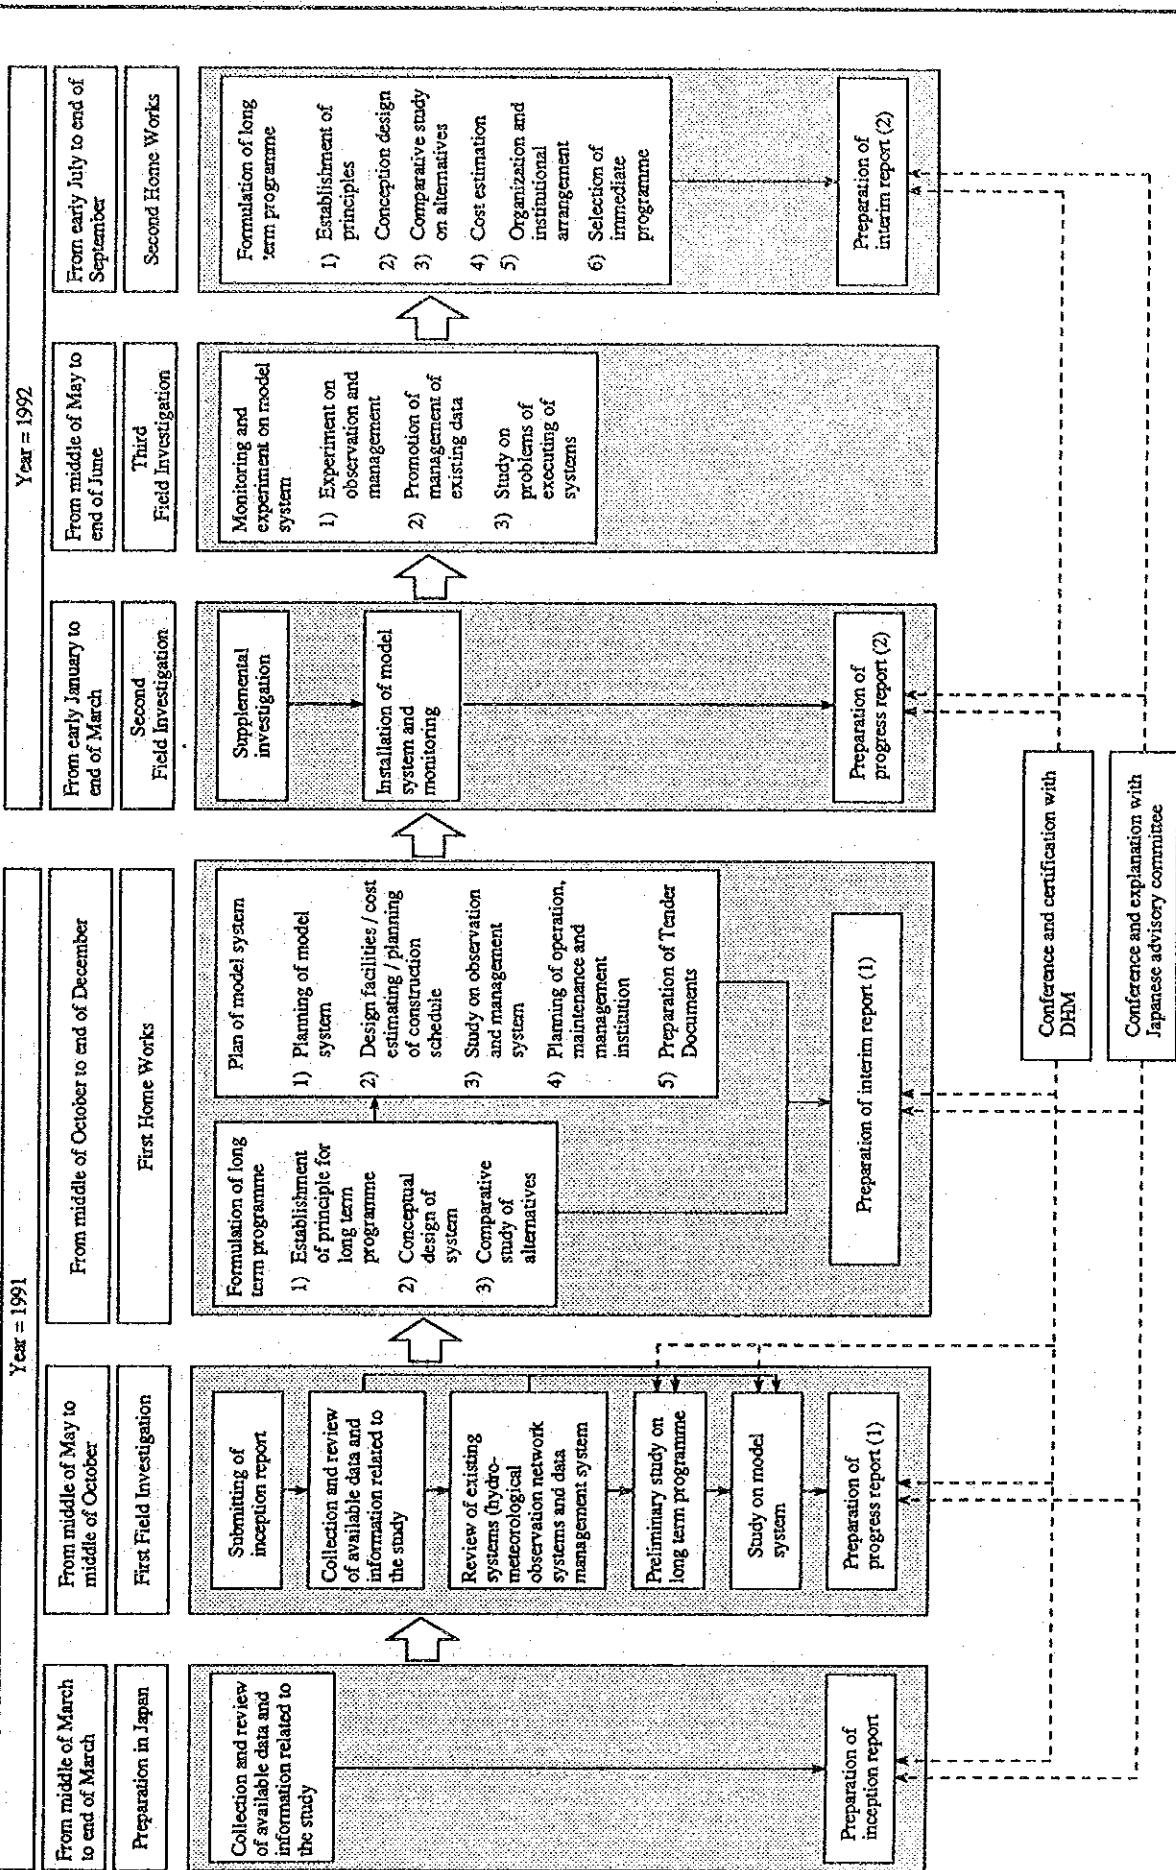 Year = 1991
From middle of March
to end of March
Preparation in Japan
Collection and review
of available data and
information related to
the study
Preparation of
inception report
From middle of May to
middle of October
First Field Investigation
Submitting of
inception report
Collection and review
of available data and
information related to
the study
Review of existing
systems (hydro-
meteorological
observation network
systems and data
management system
Preliminary study on
long term programme
Study on model
system
Preparation of
progress report (1)
From middle of October to end of December
First Home Works
Formulation of long
term programme
1) Establishment
of principle for
long term
programme
2) Conceptual
design of
system
3) Comparative
study of
alternatives
Plan of model system
1) Planning of model
system
2) Design facilities / cost
estimating / planning
of construction
schedule
3) Study on observation
and management
system
4) Planning of operation,
maintenance and
management
institution
5) Preparation of Tender
Documents
Preparation of interim report (1)
Year = 1992
From early January to
end of March
Second
Field Investigation
Supplemental
investigation
Installation of model
system and
monitoring
Preparation of
progress report (2)
From middle of May to
end of June
Third
Field Investigation
Monitoring and
experiment on model
system
1) Experiment on
observation and
management
2) Promotion of
management of
existing data
3) Study on
problems of
executing of
systems
From early July to end of
September
Second Home Works
Formulation of long
term programme
1) Establishment of
principles
2) Conception design
3) Comparative study
on alternatives
4) Cost estimation
5) Organization and
institutional
arrangement
6) Selection of
immediate
programme
Preparation of
interim report (2)
Conference and certification with
DHM
Conference and explanation with
Japanese advisory committee